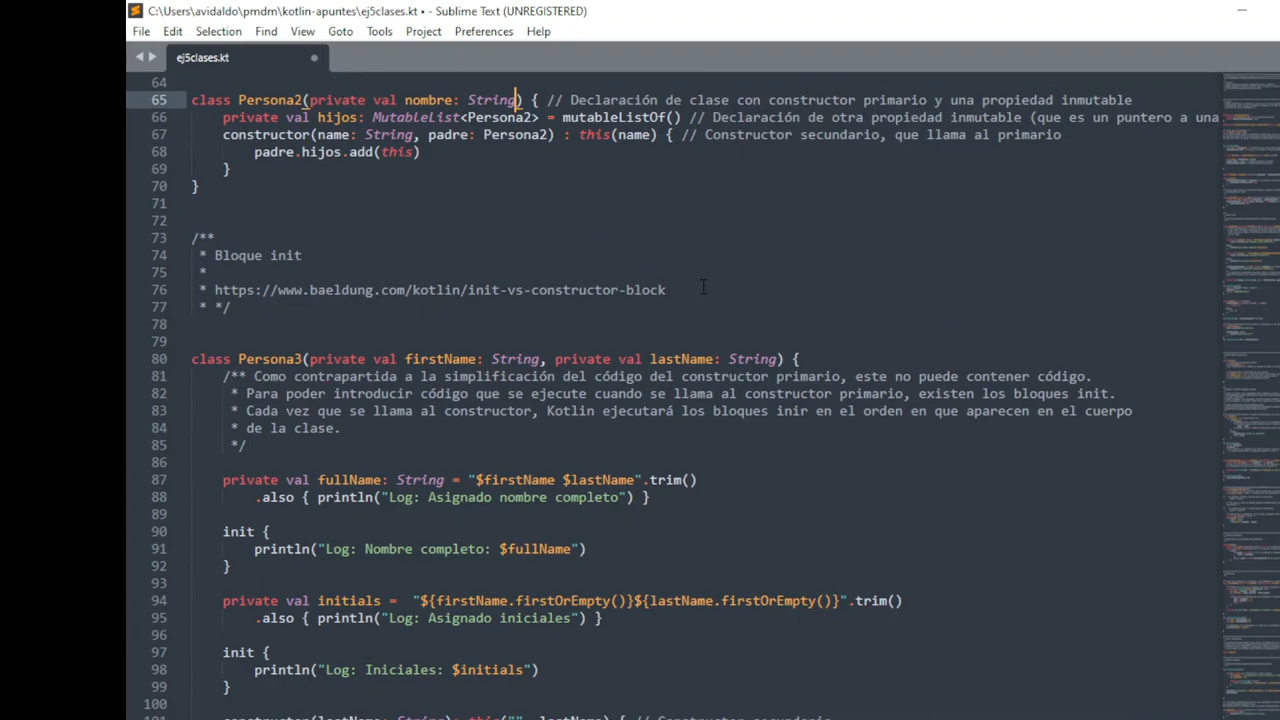 C:\Users\avidaldo\pmdm\kotlin-apuntes\ej5clases.kt • - Sublime Text (UNREGISTERED)
File Edit Selection Find View Goto Tools Project Preferences Help
ej5clases.kt
64
65 class Persona2(private val nombre: String) { // Declaración de clase con constructor primario y una propiedad inmutable
66     private val hijos: MutableList<Persona2> = mutableListOf() // Declaración de otra propiedad inmutable (que es un puntero a una
67     constructor(name: String, padre: Persona2) : this(name) { // Constructor secundario, que llama al primario
68         padre.hijos.add(this)
69     }
70 }
71
72
73 /**
74  * Bloque init
75  *
76  * https://www.baeldung.com/kotlin/init-vs-constructor-block
77  * */
78
79
80 class Persona3(private val firstName: String, private val lastName: String) {
81     /** Como contrapartida a la simplificación del código del constructor primario, este no puede contener código.
82      * Para poder introducir código que se ejecute cuando se llama al constructor primario, existen los bloques init.
83      * Cada vez que se llama al constructor, Kotlin ejecutará los bloques inir en el orden en que aparecen en el cuerpo
84      * de la clase.
85      */
86
87     private val fullName: String = "$firstName $lastName".trim()
88         .also { println("Log: Asignado nombre completo") }
89
90     init {
91         println("Log: Nombre completo: $fullName")
92     }
93
94     private val initials =  "${firstName.firstOrEmpty()}${lastName.firstOrEmpty()}".trim()
95         .also { println("Log: Asignado iniciales") }
96
97     init {
98         println("Log: Iniciales: $initials")
99     }
100